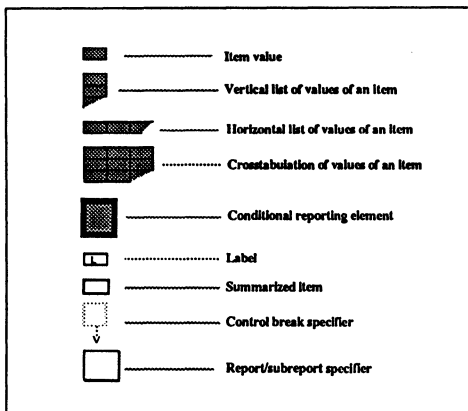 Item value
Vertical list of values of an item
Horizontal list of values of an item
Crosstabulation of values of an item
Conditional reporting element
L Label
Summarized item
Control break specifier
Report/subreport specifier